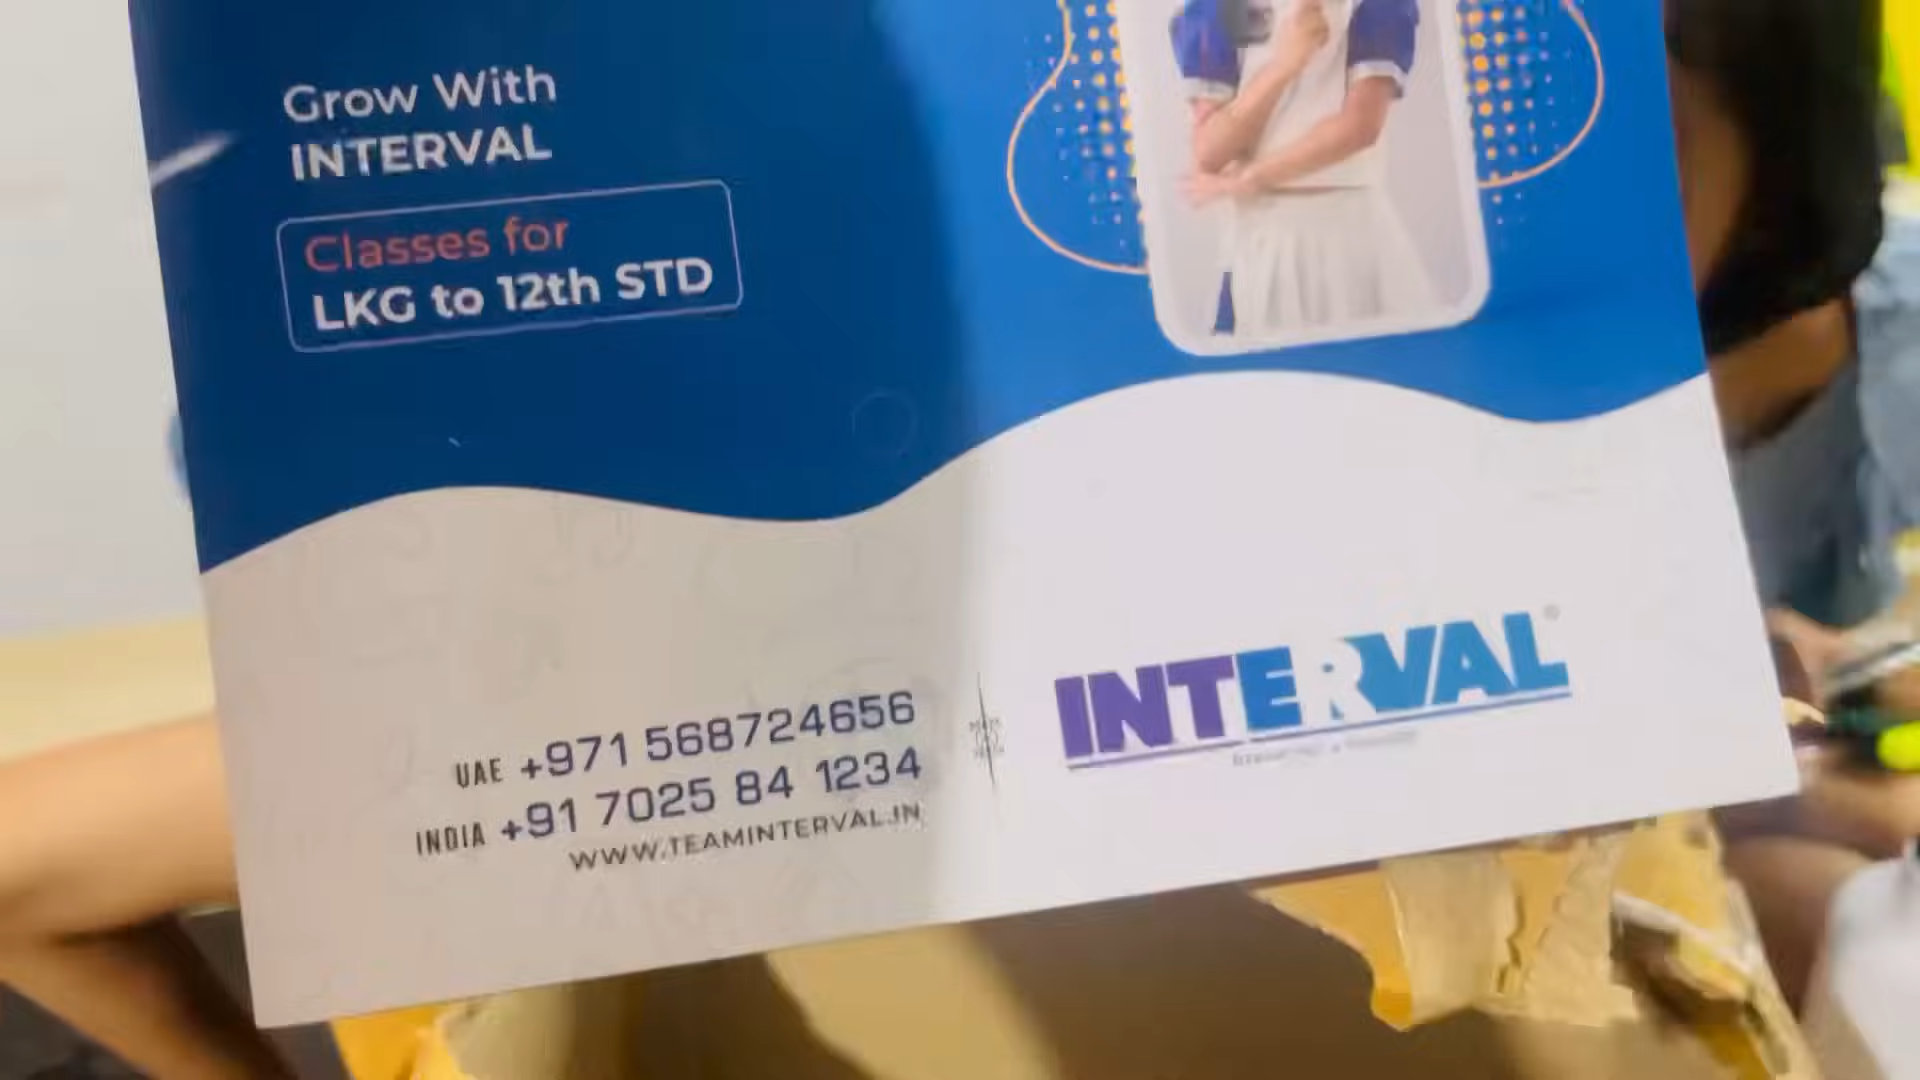 Grow With
INTERVAL
Classes for
LKG to 12th STD
UAE +971 568724656
INDIA +91 7025 84 1234
WWW.TEAMINTERVAL.IN
INTERVAL